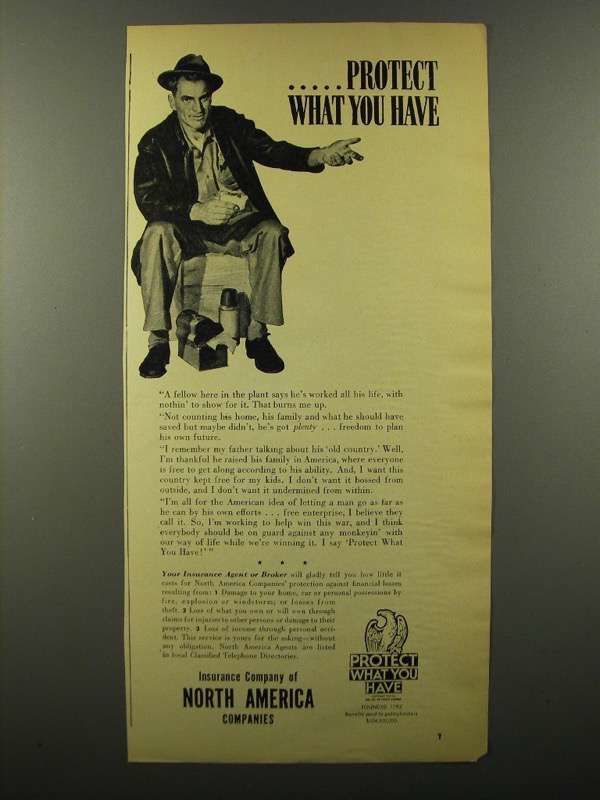 .....PROTECT
WHAT YOU HAVE
"A fellow here in the plant says he's worked all his life, with
nothin' to show for it. That burns me up.
"Not counting his home, his family and what he should have
saved but maybe didn't, he's got plenty . . . freedom to plan
his own future.
"I remember my father talking about his 'old country.' Well,
I'm thankful he raised his family in America, where everyone
is free to get along according to his ability. And, I want this
country kept free for my kids. I don't want it bossed from
outside, and I don't want it undermined from within.
"I'm all for the American idea of letting a man go as far as
he can by his own efforts . . . free enterprise, I believe they
call it. So, I'm working to help win this war, and I think
everybody should be on guard against any monkeyin' with
our way of life while we're winning it. I say 'Protect What
You Have!' "
* * *
Your Insurance Agent or Broker will gladly tell you how little it
costs for North America Companies' protection against financial losses
resulting from: 1 Damage to your home, car or personal possessions by
fire, explosion or windstorm; or losses from
theft. 2 Loss of what you own or will own through
claims for injuries to other persons or damage to their
property. 3 Loss of income through personal acci-
dent. This service is yours for the asking—without
any obligation. North America Agents are listed
in local Classified Telephone Directories.
Insurance Company of
NORTH AMERICA
COMPANIES
PROTECT
WHAT YOU
HAVE
FOUNDED 1792
Benefits paid to policyholders
7